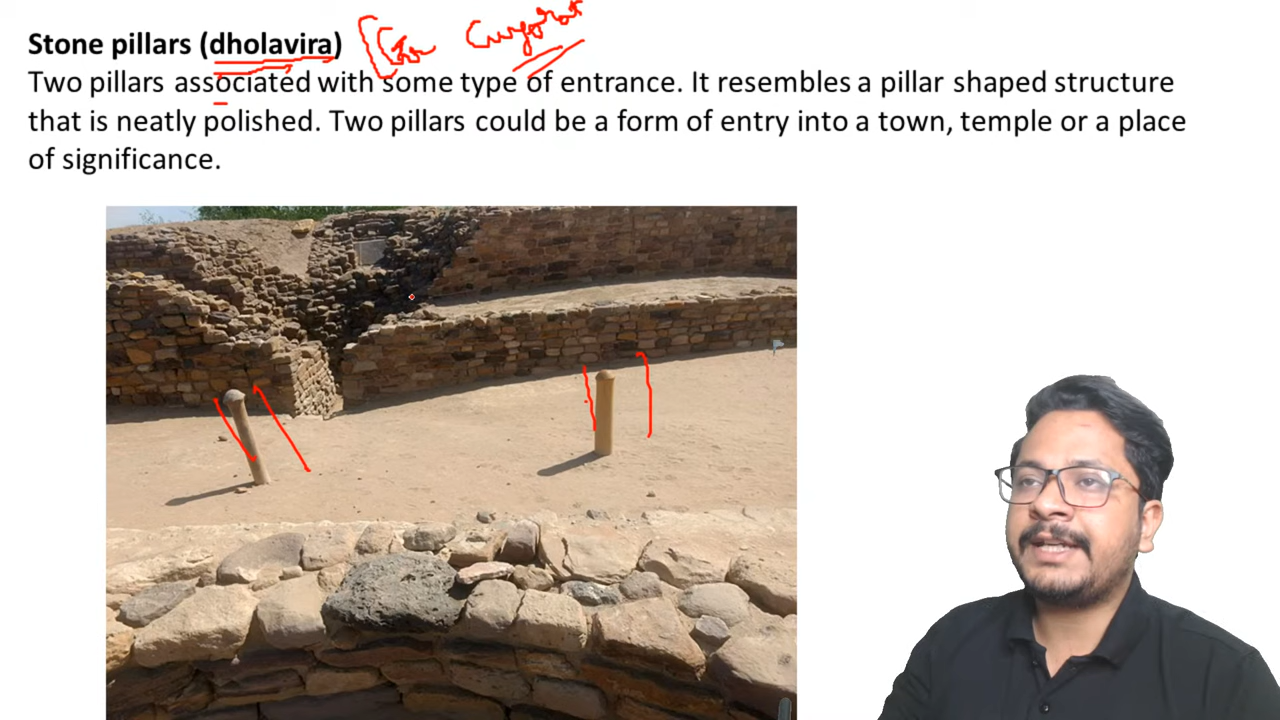 Stone pillars (dholavira)
Gujarat
Two pillars associated with some type of entrance. It resembles a pillar shaped structure
that is neatly polished. Two pillars could be a form of entry into a town, temple or a place
of significance.